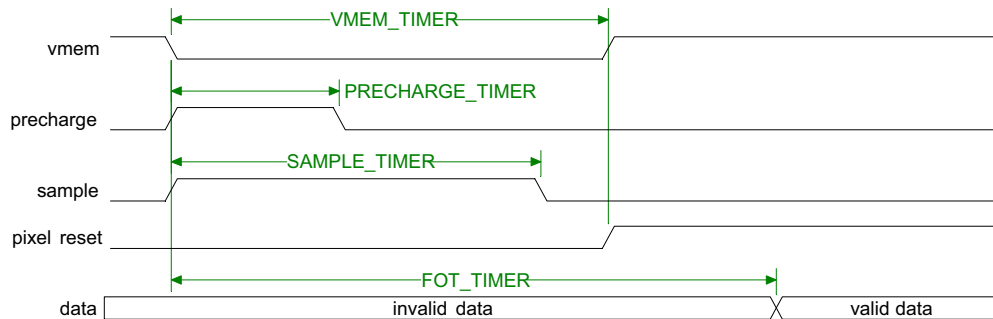 VMEM_TIMER
vmem
PRECHARGE_TIMER
precharge
SAMPLE_TIMER
sample
pixel reset
FOT_TIMER
data invalid data valid data